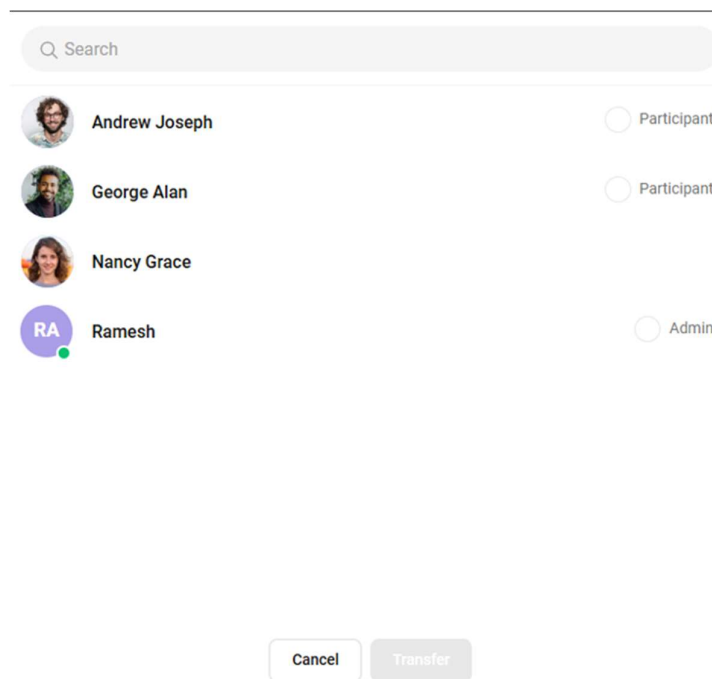 Search
Andrew Joseph Participant
George Alan Participant
Nancy Grace
RA Ramesh Admin
Cancel Transfer